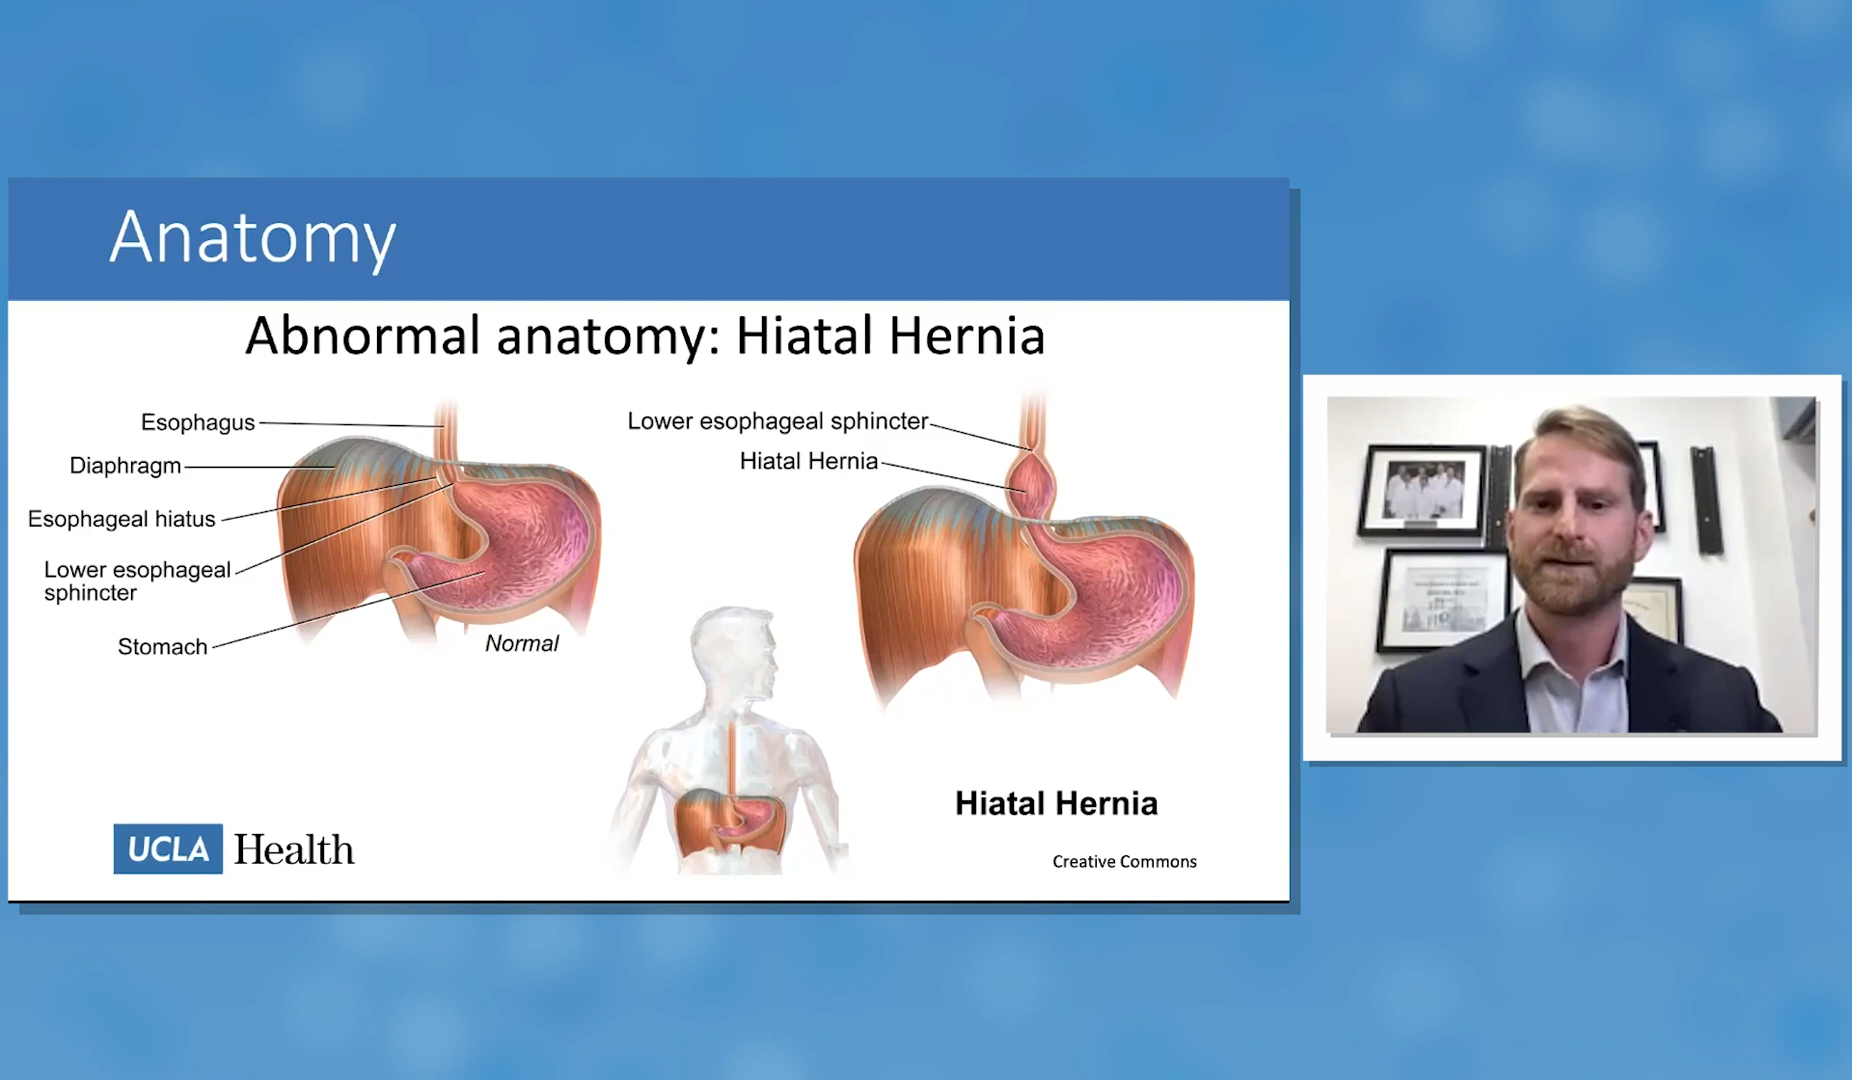 Anatomy
Abnormal anatomy: Hiatal Hernia
Esophagus
Diaphragm
Esophageal hiatus
Lower esophageal
sphincter
Stomach
Normal
Lower esophageal sphincter
Hiatal Hernia
Hiatal Hernia
Creative Commons
UCLA Health